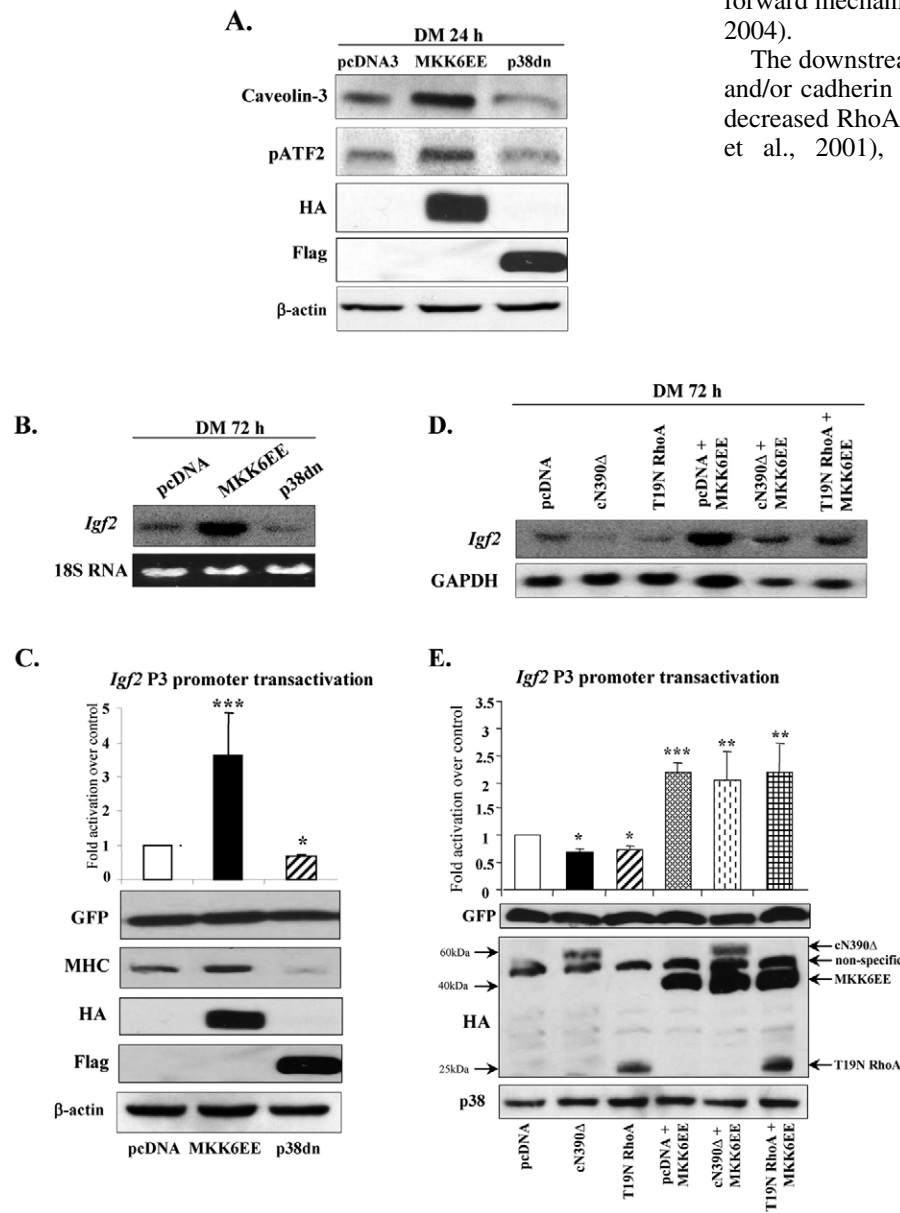 forward mechani
2004).
The downstrea
and/or cadherin
decreased RhoA
et al., 2001),
A.
DM 24 h
pcDNA3 MKK6EE p38dn
Caveolin-3
pATF2
HA
Flag
β-actin
B.
DM 72 h
pcDNA MKK6EE p38dn
Igf2
18S RNA
D.
DM 72 h
pcDNA
cN390Δ
T19N RhoA
pcDNA +
MKK6EE
cN390Δ +
MKK6EE
T19N RhoA +
MKK6EE
Igf2
GAPDH
C.
Igf2 P3 promoter transactivation
Fold activation over control
5
4
3
2
1
0
***
*
GFP
MHC
HA
Flag
β-actin
pcDNA MKK6EE p38dn
E.
Igf2 P3 promoter transactivation
Fold activation over control
3.5
3
2.5
2
1.5
1
0.5
0
*
*
***
**
**
GFP
60kDa
40kDa
HA
25kDa
cN390Δ
non-specific
MKK6EE
T19N RhoA
p38
pcDNA
cN390Δ
T19N RhoA
pcDNA +
MKK6EE
cN390Δ +
MKK6EE
T19N RhoA +
MKK6EE